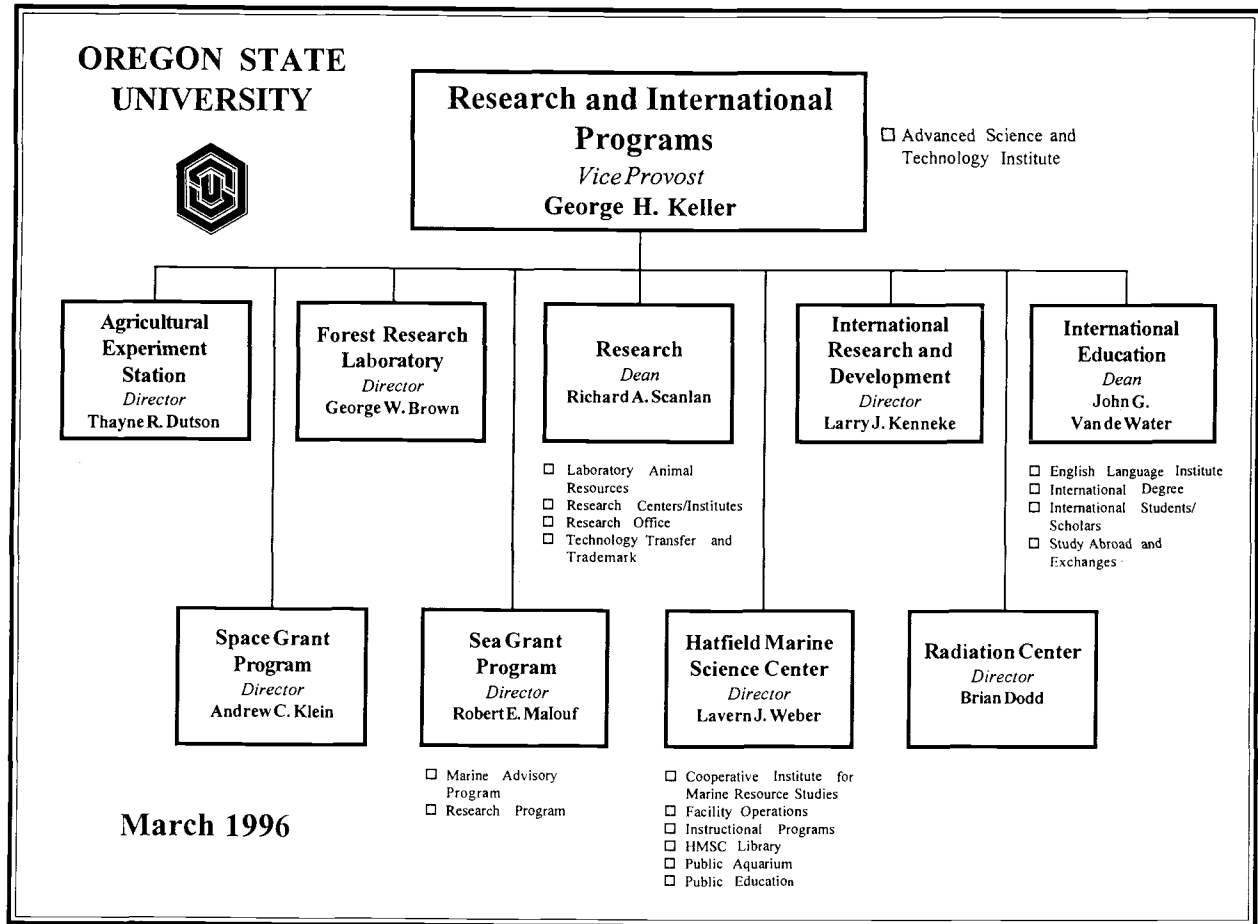 OREGON STATE
UNIVERSITY
OSU
Research and International
Programs
Vice Provost
George H. Keller
☐ Advanced Science and
Technology Institute
Agricultural
Experiment
Station
Director
Thayne R. Dutson
Forest Research
Laboratory
Director
George W. Brown
Research
Dean
Richard A. Scanlan
☐ Laboratory Animal
Resources
☐ Research Centers/Institutes
☐ Research Office
☐ Technology Transfer and
Trademark
International
Research and
Development
Director
Larry J. Kenneke
International
Education
Dean
John G.
Van de Water
☐ English Language Institute
☐ International Degree
☐ International Students/
Scholars
☐ Study Abroad and
Exchanges
Space Grant
Program
Director
Andrew C. Klein
Sea Grant
Program
Director
Robert E. Malouf
☐ Marine Advisory
Program
☐ Research Program
Hatfield Marine
Science Center
Director
Lavern J. Weber
☐ Cooperative Institute for
Marine Resource Studies
☐ Facility Operations
☐ Instructional Programs
☐ HMSC Library
☐ Public Aquarium
☐ Public Education
Radiation Center
Director
Brian Dodd
March 1996